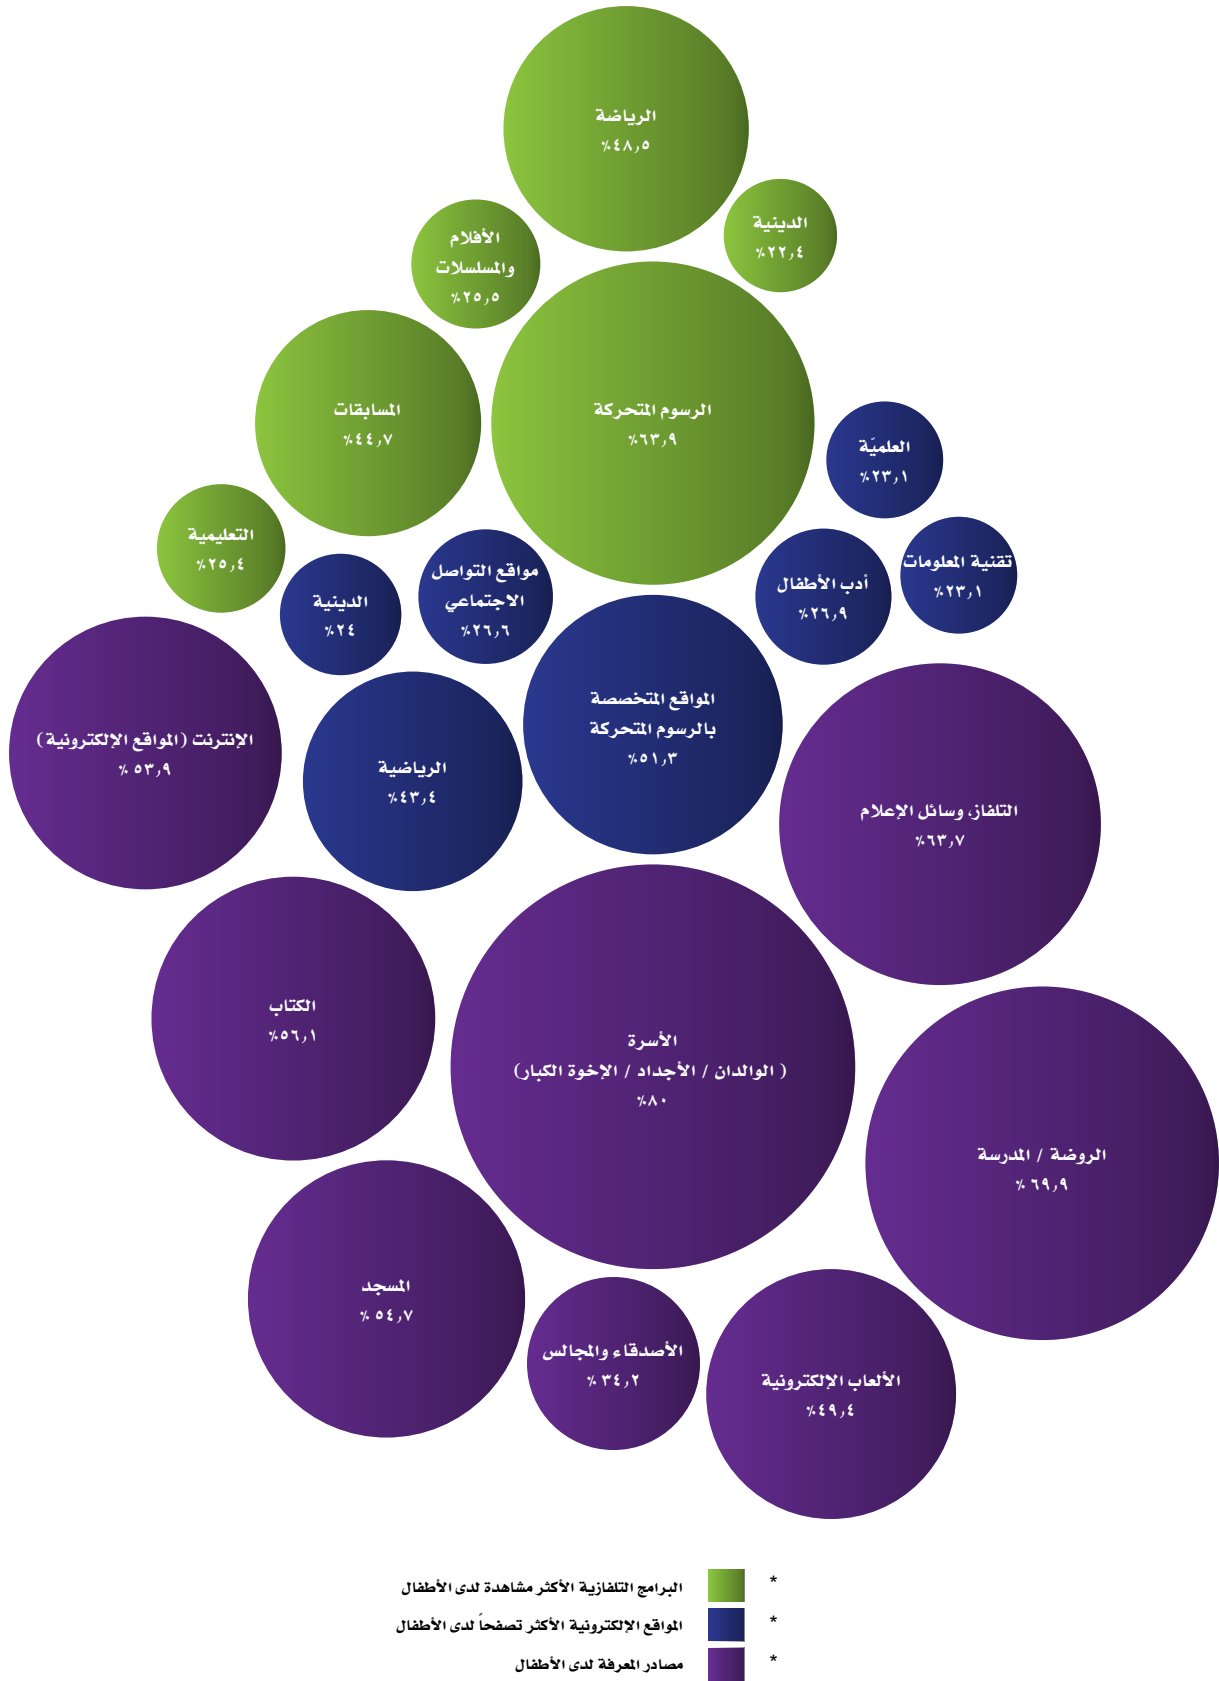 الرياضة
٤٨,٥٪
الدينية
٢٢,٤٪
الأفلام
والمسلسلات
٢٥,٥٪
المسابقات
٤٤,٧٪
الرسوم المتحركة
٦٣,٩٪
العلميّة
٢٣,١٪
التعليمية
٢٥,٤٪
تقنية المعلومات
٢٣,١٪
أدب الأطفال
٢٦,٩٪
مواقع التواصل
الاجتماعي
٢٦,٦٪
الدينية
٢٤٪
المواقع المتخصصة
بالرسوم المتحركة
٥١,٣٪
الإنترنت (المواقع الإلكترونية)
٥٣,٩ ٪
الرياضية
٤٣,٤٪
التلفاز، وسائل الإعلام
٦٣,٧٪
الكتاب
٥٦,١٪
الأسرة
( الوالدان / الأجداد / الإخوة الكبار)
٨٠٪
الروضة / المدرسة
٦٩,٩ ٪
المسجد
٥٤,٧ ٪
الأصدقاء والمجالس
٣٤,٢ ٪
الألعاب الإلكترونية
٤٩,٤٪
* البرامج التلفازية الأكثر مشاهدة لدى الأطفال
* المواقع الإلكترونية الأكثر تصفحاً لدى الأطفال
* مصادر المعرفة لدى الأطفال